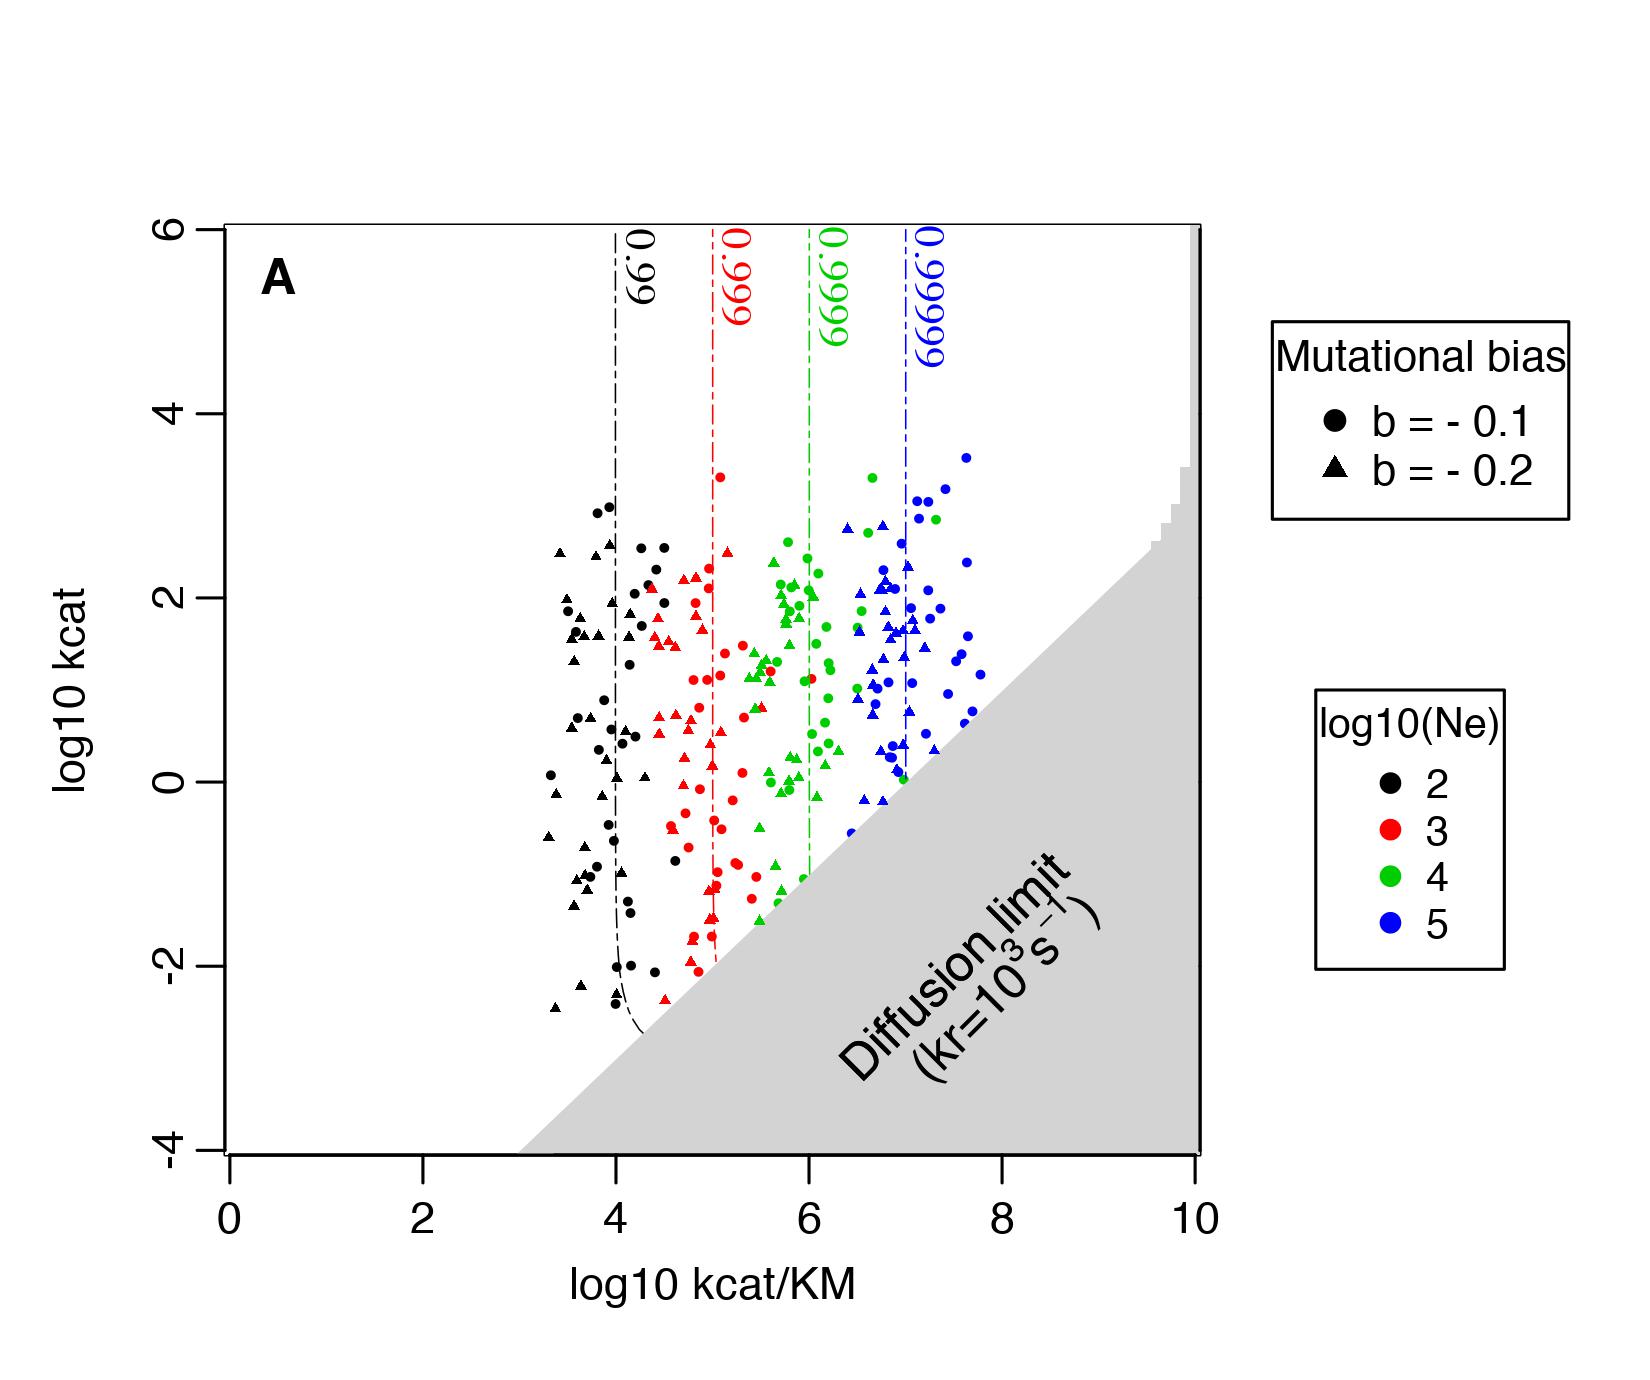 A
0.99
0.999
0.9999
0.99999
6
4
2
0
-2
-4
log10 kcat
0 2 4 6 8 10
log10 kcat/KM
Diffusion limit
(kr=10³s⁻¹)
Mutational bias
b = - 0.1
b = - 0.2
log10(Ne)
2
3
4
5